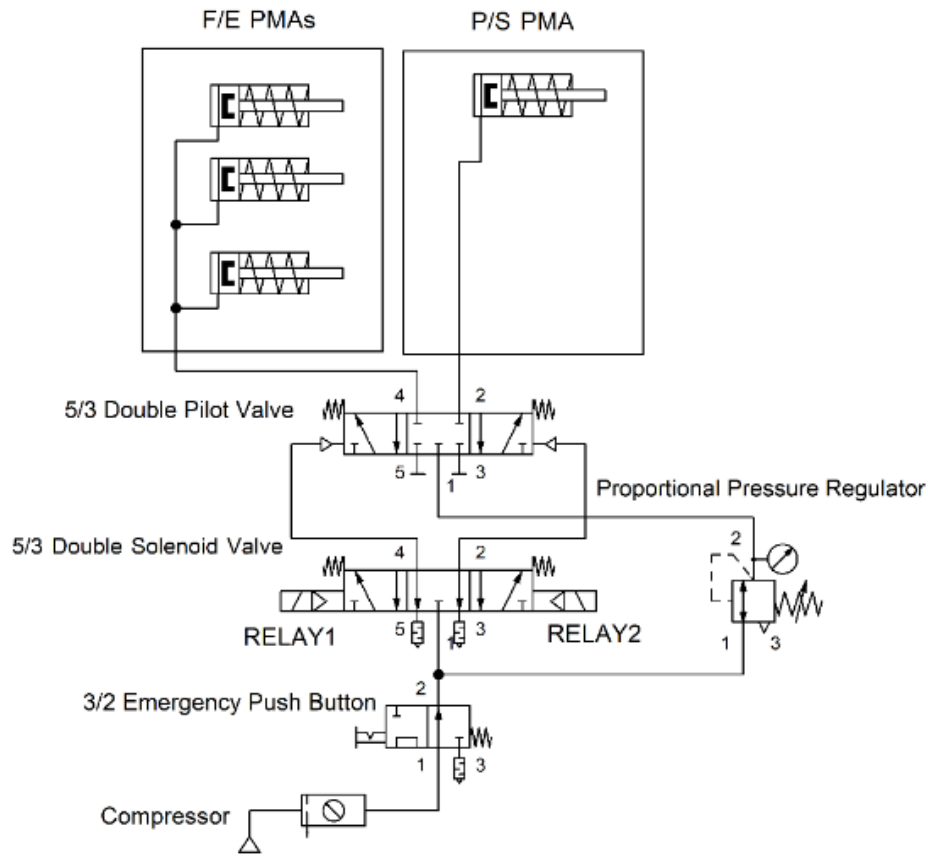 F/E PMAs
P/S PMA
5/3 Double Pilot Valve
4
2
5
1
3
Proportional Pressure Regulator
5/3 Double Solenoid Valve
4
2
2
RELAY1
5
1
3
RELAY2
1
3
3/2 Emergency Push Button
2
1
3
Compressor